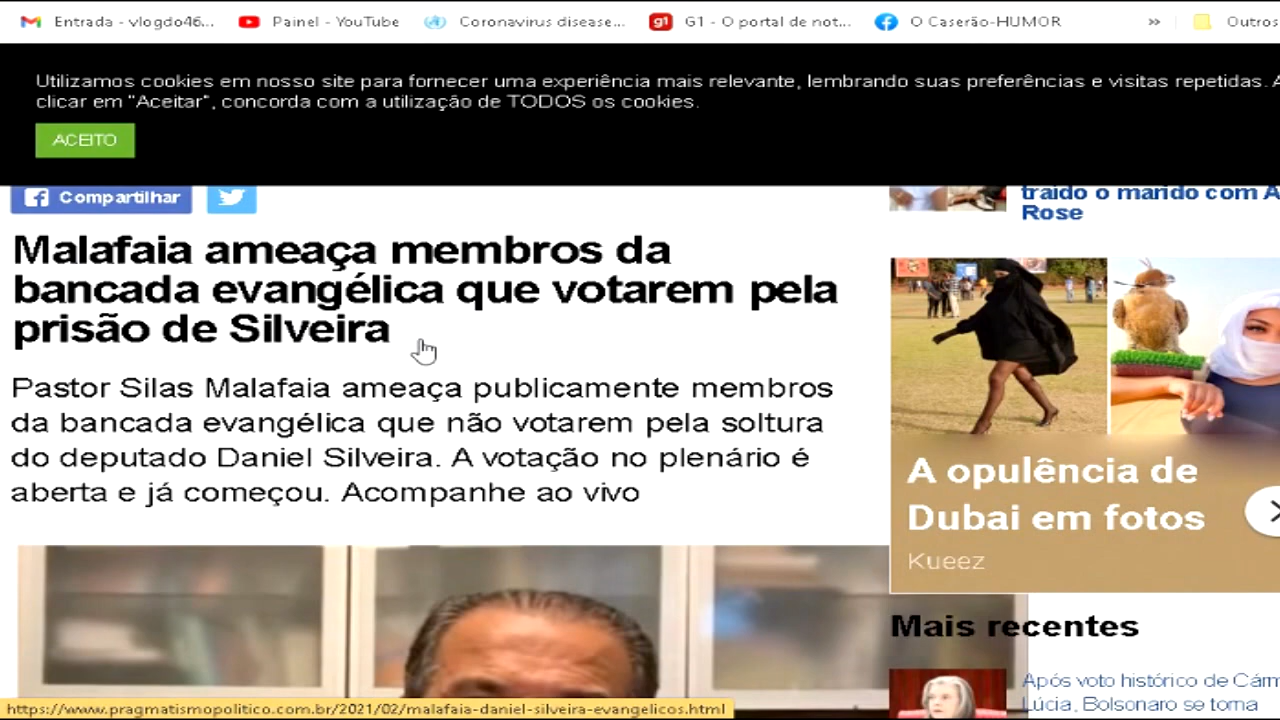 Entrada - vlogdo46...
Painel - YouTube
Coronavirus disease...
G1 - O portal de not...
O Caserão-HUMOR
»
Outros
Utilizamos cookies em nosso site para fornecer uma experiência mais relevante, lembrando suas preferências e visitas repetidas. A
clicar em "Aceitar", concorda com a utilização de TODOS os cookies.
ACEITO
Compartilhar
Malafaia ameaça membros da
bancada evangélica que votarem pela
prisão de Silveira
Pastor Silas Malafaia ameaça publicamente membros
da bancada evangélica que não votarem pela soltura
do deputado Daniel Silveira. A votação no plenário é
aberta e já começou. Acompanhe ao vivo
traído o marido com A
Rose
A opulência de
Dubai em fotos
Kueez
Mais recentes
Após voto histórico de Cárm
Lúcia, Bolsonaro se torna
https://www.pragmatismopolitico.com.br/2021/02/malafaia-daniel-silveira-evangelicos.html